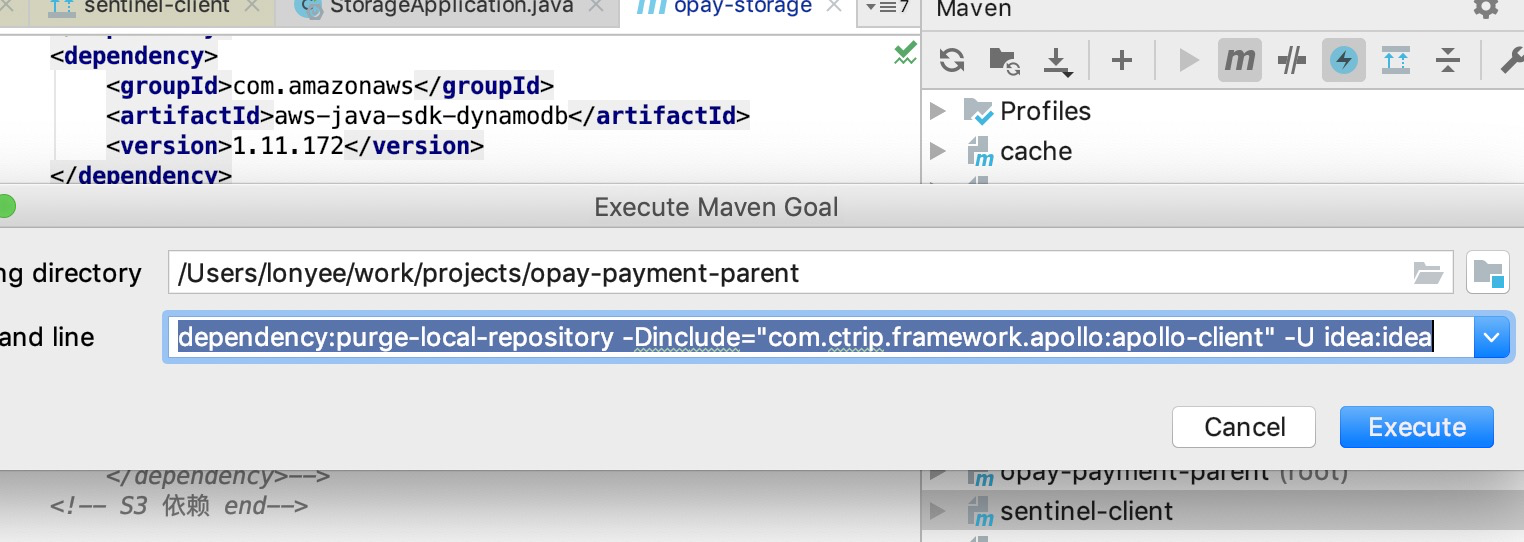 sentinel-client
StorageApplication.java
opay-storage
7
Maven
<dependency>
<groupId>com.amazonaws</groupId>
<artifactId>aws-java-sdk-dynamodb</artifactId>
<version>1.11.172</version>
</dependency>
Profiles
cache
Execute Maven Goal
ng directory
/Users/lonyee/work/projects/opay-payment-parent
and line
dependency:purge-local-repository -Dinclude="com.ctrip.framework.apollo:apollo-client" -U idea:idea
Cancel
Execute
</dependency>-->
<!-- S3 依赖 end-->
opay-payment-parent (root)
sentinel-client